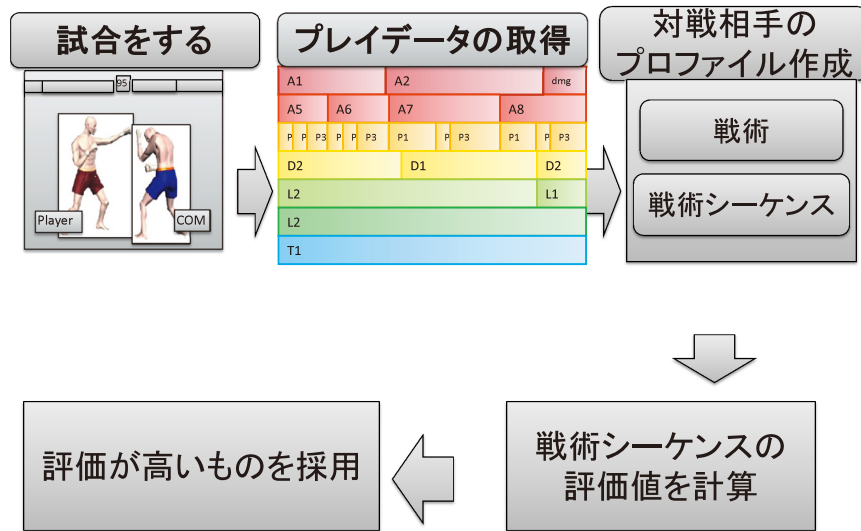 試合をする
95
Player
COM
プレイデータの取得
A1 A2 dmg
A5 A6 A7 A8
P P P3 P P P3 P1 P P3 P1 P P3
D2 D1 D2
L2 L1
L2
T1
対戦相手の
プロファイル作成
戦術
戦術シーケンス
戦術シーケンスの
評価値を計算
評価が高いものを採用